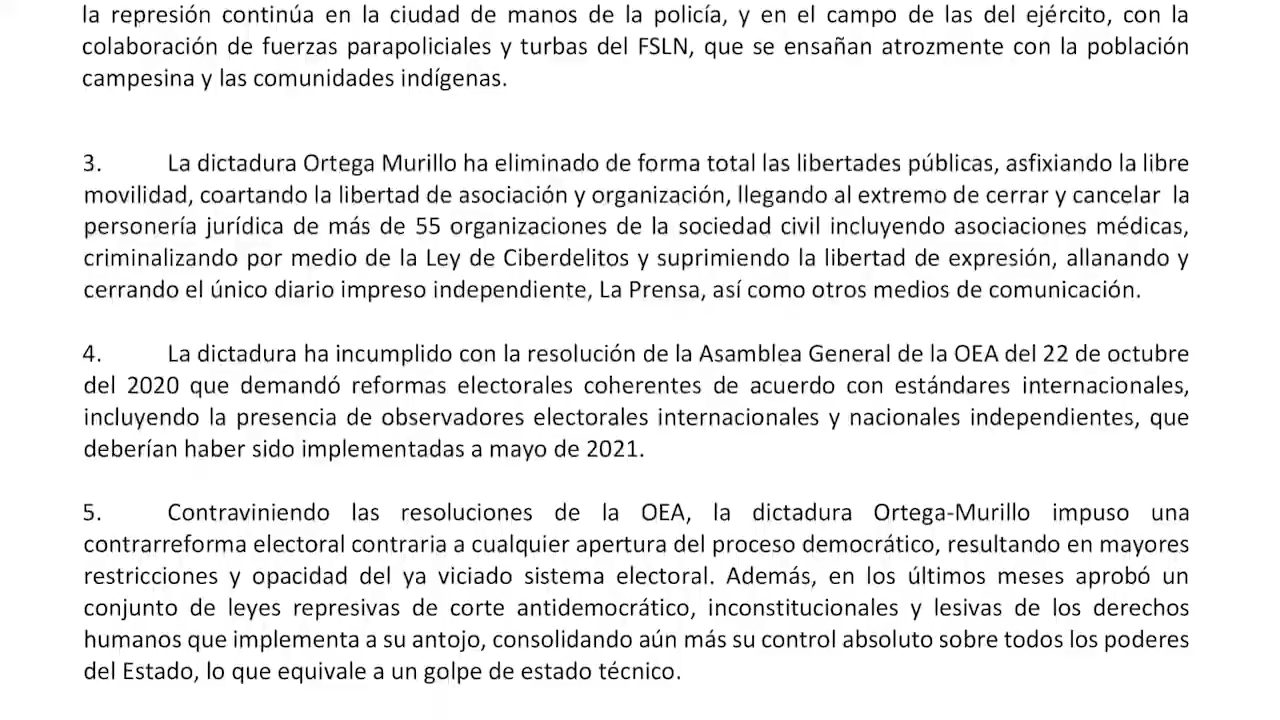 la represión continúa en la ciudad de manos de la policía, y en el campo de las del ejército, con la
colaboración de fuerzas parapoliciales y turbas del FSLN, que se ensañan atrozmente con la población
campesina y las comunidades indígenas.
3. La dictadura Ortega Murillo ha eliminado de forma total las libertades públicas, asfixiando la libre
movilidad, coartando la libertad de asociación y organización, llegando al extremo de cerrar y cancelar la
personería jurídica de más de 55 organizaciones de la sociedad civil incluyendo asociaciones médicas,
criminalizando por medio de la Ley de Ciberdelitos y suprimiendo la libertad de expresión, allanando y
cerrando el único diario impreso independiente, La Prensa, así como otros medios de comunicación.
4. La dictadura ha incumplido con la resolución de la Asamblea General de la OEA del 22 de octubre
del 2020 que demandó reformas electorales coherentes de acuerdo con estándares internacionales,
incluyendo la presencia de observadores electorales internacionales y nacionales independientes, que
deberían haber sido implementadas a mayo de 2021.
5. Contraviniendo las resoluciones de la OEA, la dictadura Ortega-Murillo impuso una
contrarreforma electoral contraria a cualquier apertura del proceso democrático, resultando en mayores
restricciones y opacidad del ya viciado sistema electoral. Además, en los últimos meses aprobó un
conjunto de leyes represivas de corte antidemocrático, inconstitucionales y lesivas de los derechos
humanos que implementa a su antojo, consolidando aún más su control absoluto sobre todos los poderes
del Estado, lo que equivale a un golpe de estado técnico.